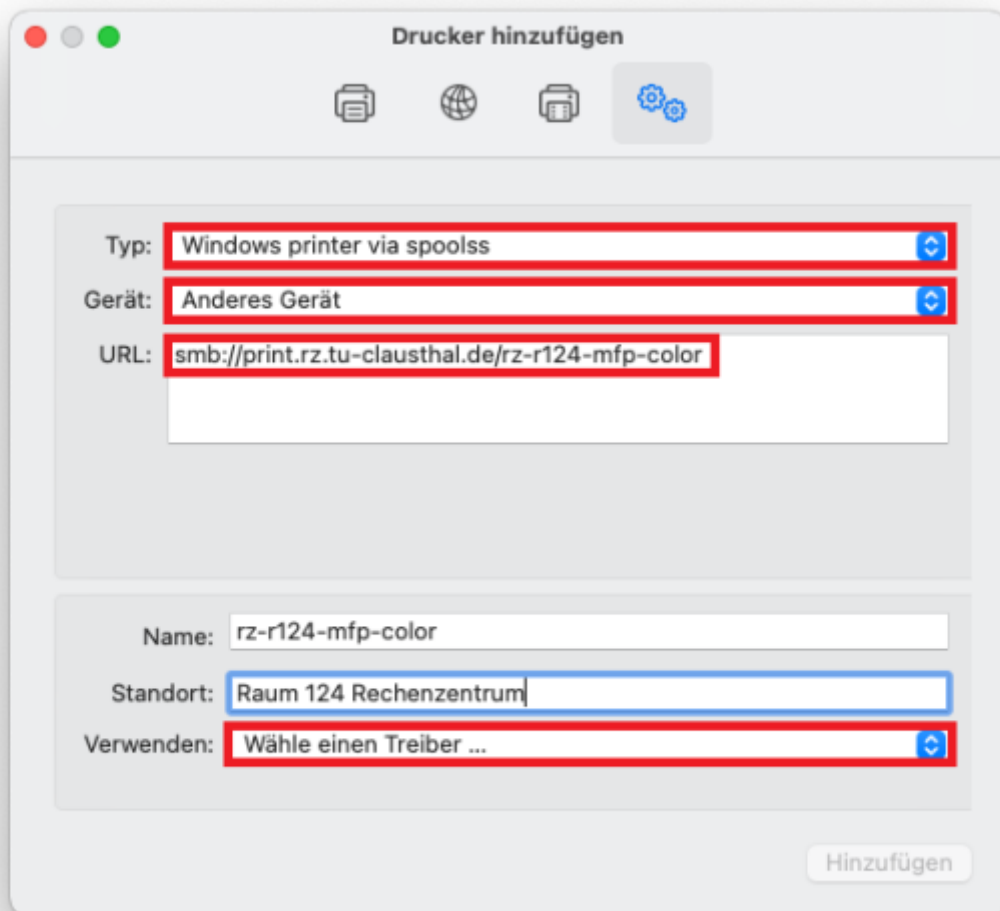 Drucker hinzufügen
Typ: Windows printer via spoolss
Gerät: Anderes Gerät
URL: smb://print.rz.tu-clausthal.de/rz-r124-mfp-color
Name: rz-r124-mfp-color
Standort: Raum 124 Rechenzentrum
Verwenden: Wähle einen Treiber ...
Hinzufügen